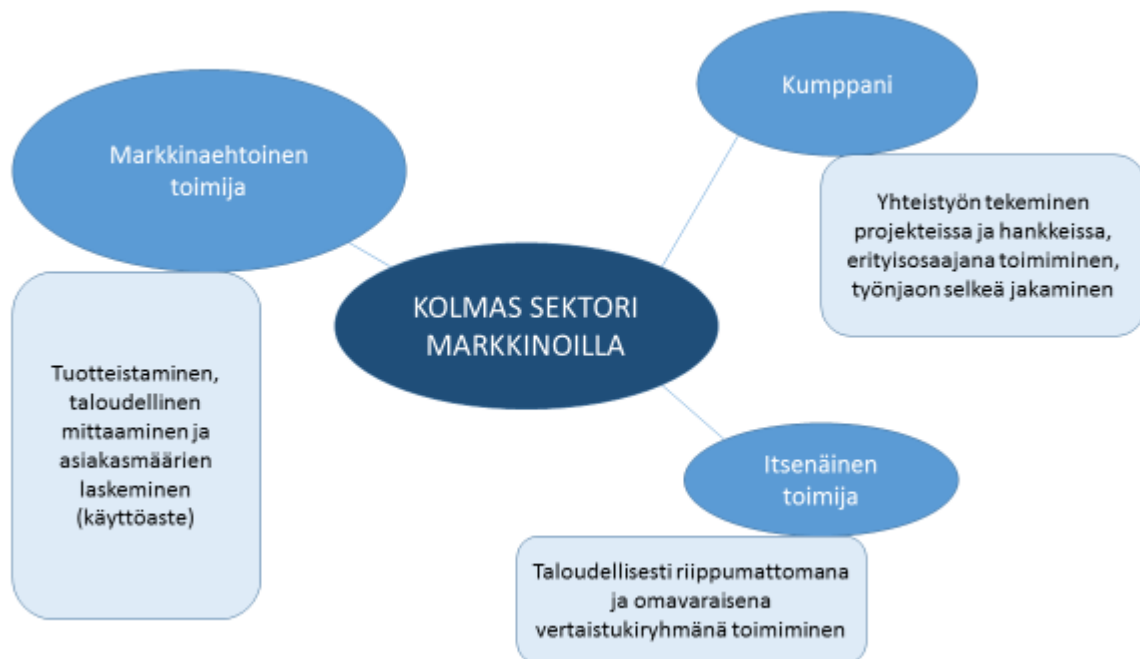 Markkinaehtoinen
toimija
Tuotteistaminen,
taloudellinen
mittaaminen ja
asiakasmäärien
laskeminen
(käyttöaste)
KOLMAS SEKTORI
MARKKINOILLA
Kumppani
Yhteistyön tekeminen
projekteissa ja hankkeissa,
erityisosaajana toimiminen,
työnjaon selkeä jakaminen
Itsenäinen
toimija
Taloudellisesti riippumattomana
ja omavaraisena
vertaistukiryhmänä toimiminen